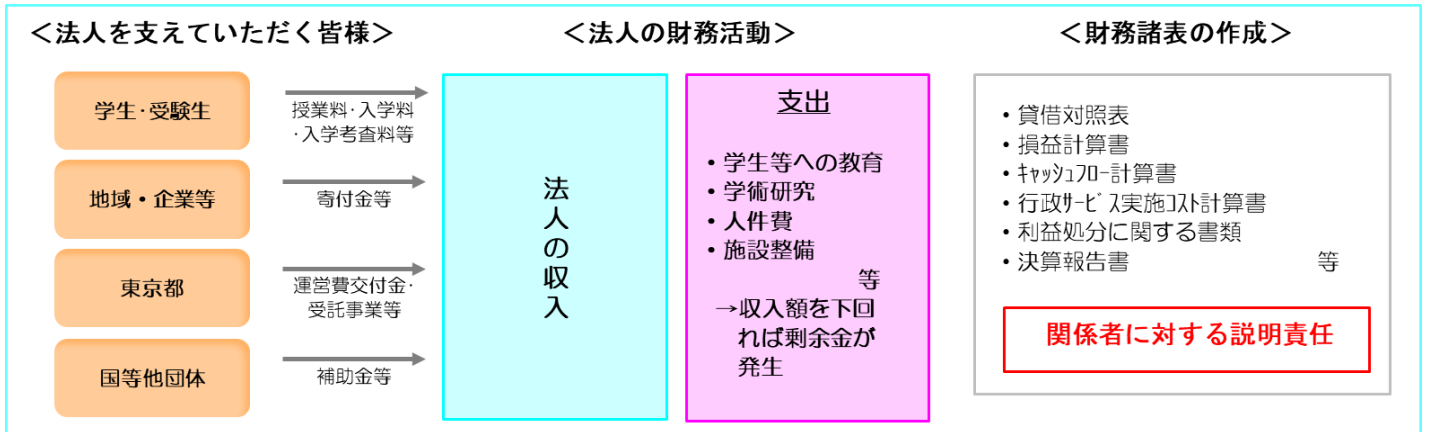 ＜法人を支えていただく皆様＞
＜法人の財務活動＞
＜財務諸表の作成＞
学生･受験生
授業料･入学料
･入学考査料等
地域・企業等
寄付金等
東京都
運営費交付金･
受託事業等
国等他団体
補助金等
法
人
の
収
入
支出
・学生等への教育
・学術研究
・人件費
・施設整備
等
→収入額を下回
れば剰余金が
発生
・貸借対照表
・損益計算書
・ｷｬｯｼｭﾌﾛｰ計算書
・行政ｻｰﾋﾞｽ実施ｺｽﾄ計算書
・利益処分に関する書類
・決算報告書　　　　　　　等
関係者に対する説明責任